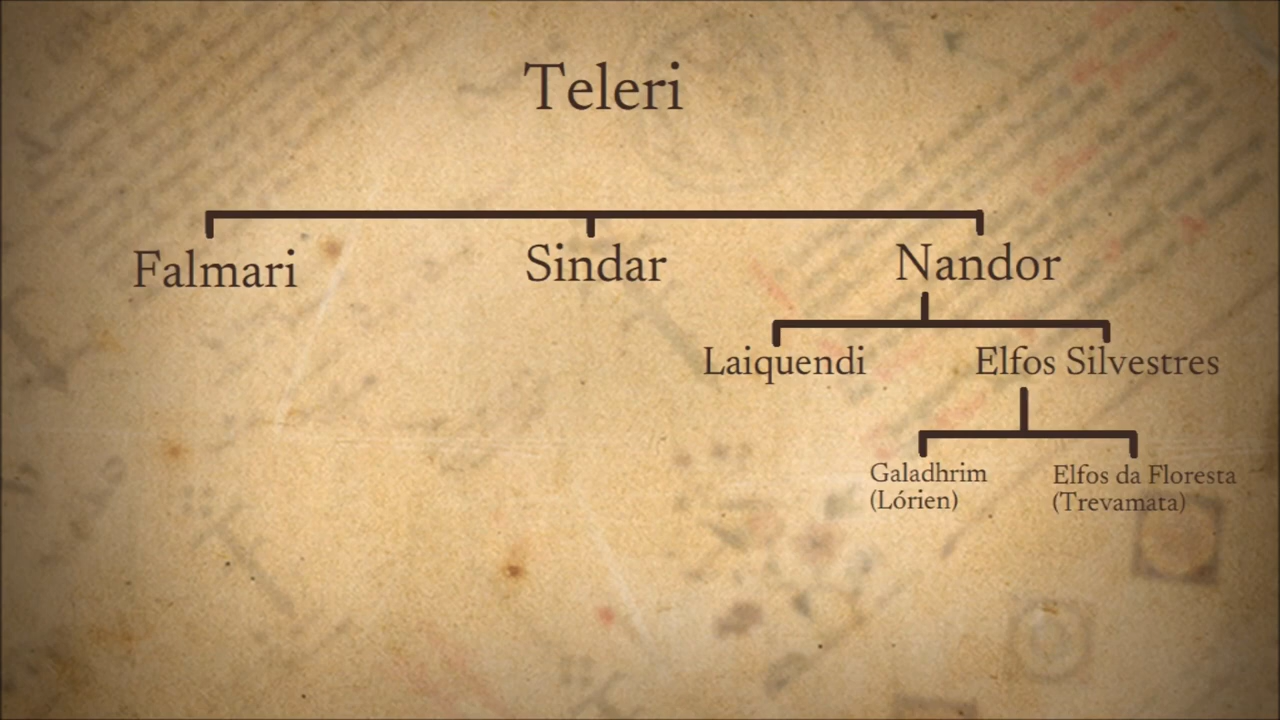 Teleri
Falmari
Sindar
Nandor
Laiquendi
Elfos Silvestres
Galadhrim
(Lórien)
Elfos da Floresta
(Trevamata)